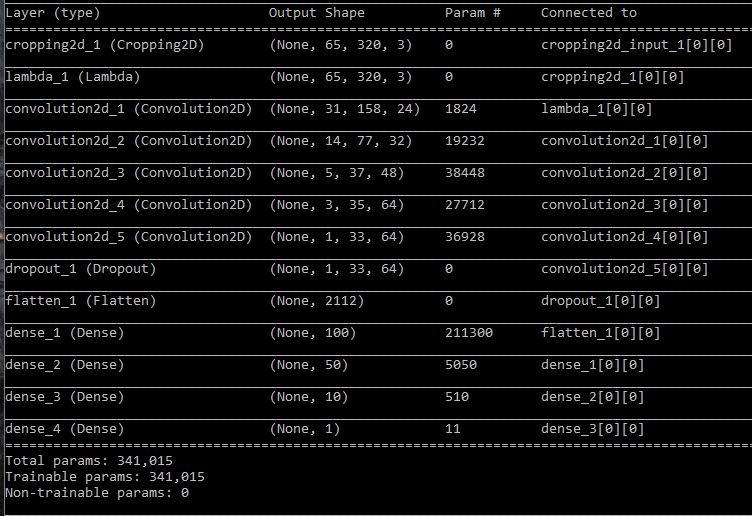 Layer (type) Output Shape Param # Connected to
====================================================================================================
cropping2d_1 (Cropping2D) (None, 65, 320, 3) 0 cropping2d_input_1[0][0]
lambda_1 (Lambda) (None, 65, 320, 3) 0 cropping2d_1[0][0]
convolution2d_1 (Convolution2D) (None, 31, 158, 24) 1824 lambda_1[0][0]
convolution2d_2 (Convolution2D) (None, 14, 77, 32) 19232 convolution2d_1[0][0]
convolution2d_3 (Convolution2D) (None, 5, 37, 48) 38448 convolution2d_2[0][0]
convolution2d_4 (Convolution2D) (None, 3, 35, 64) 27712 convolution2d_3[0][0]
convolution2d_5 (Convolution2D) (None, 1, 33, 64) 36928 convolution2d_4[0][0]
dropout_1 (Dropout) (None, 1, 33, 64) 0 convolution2d_5[0][0]
flatten_1 (Flatten) (None, 2112) 0 dropout_1[0][0]
dense_1 (Dense) (None, 100) 211300 flatten_1[0][0]
dense_2 (Dense) (None, 50) 5050 dense_1[0][0]
dense_3 (Dense) (None, 10) 510 dense_2[0][0]
dense_4 (Dense) (None, 1) 11 dense_3[0][0]
====================================================================================================
Total params: 341,015
Trainable params: 341,015
Non-trainable params: 0